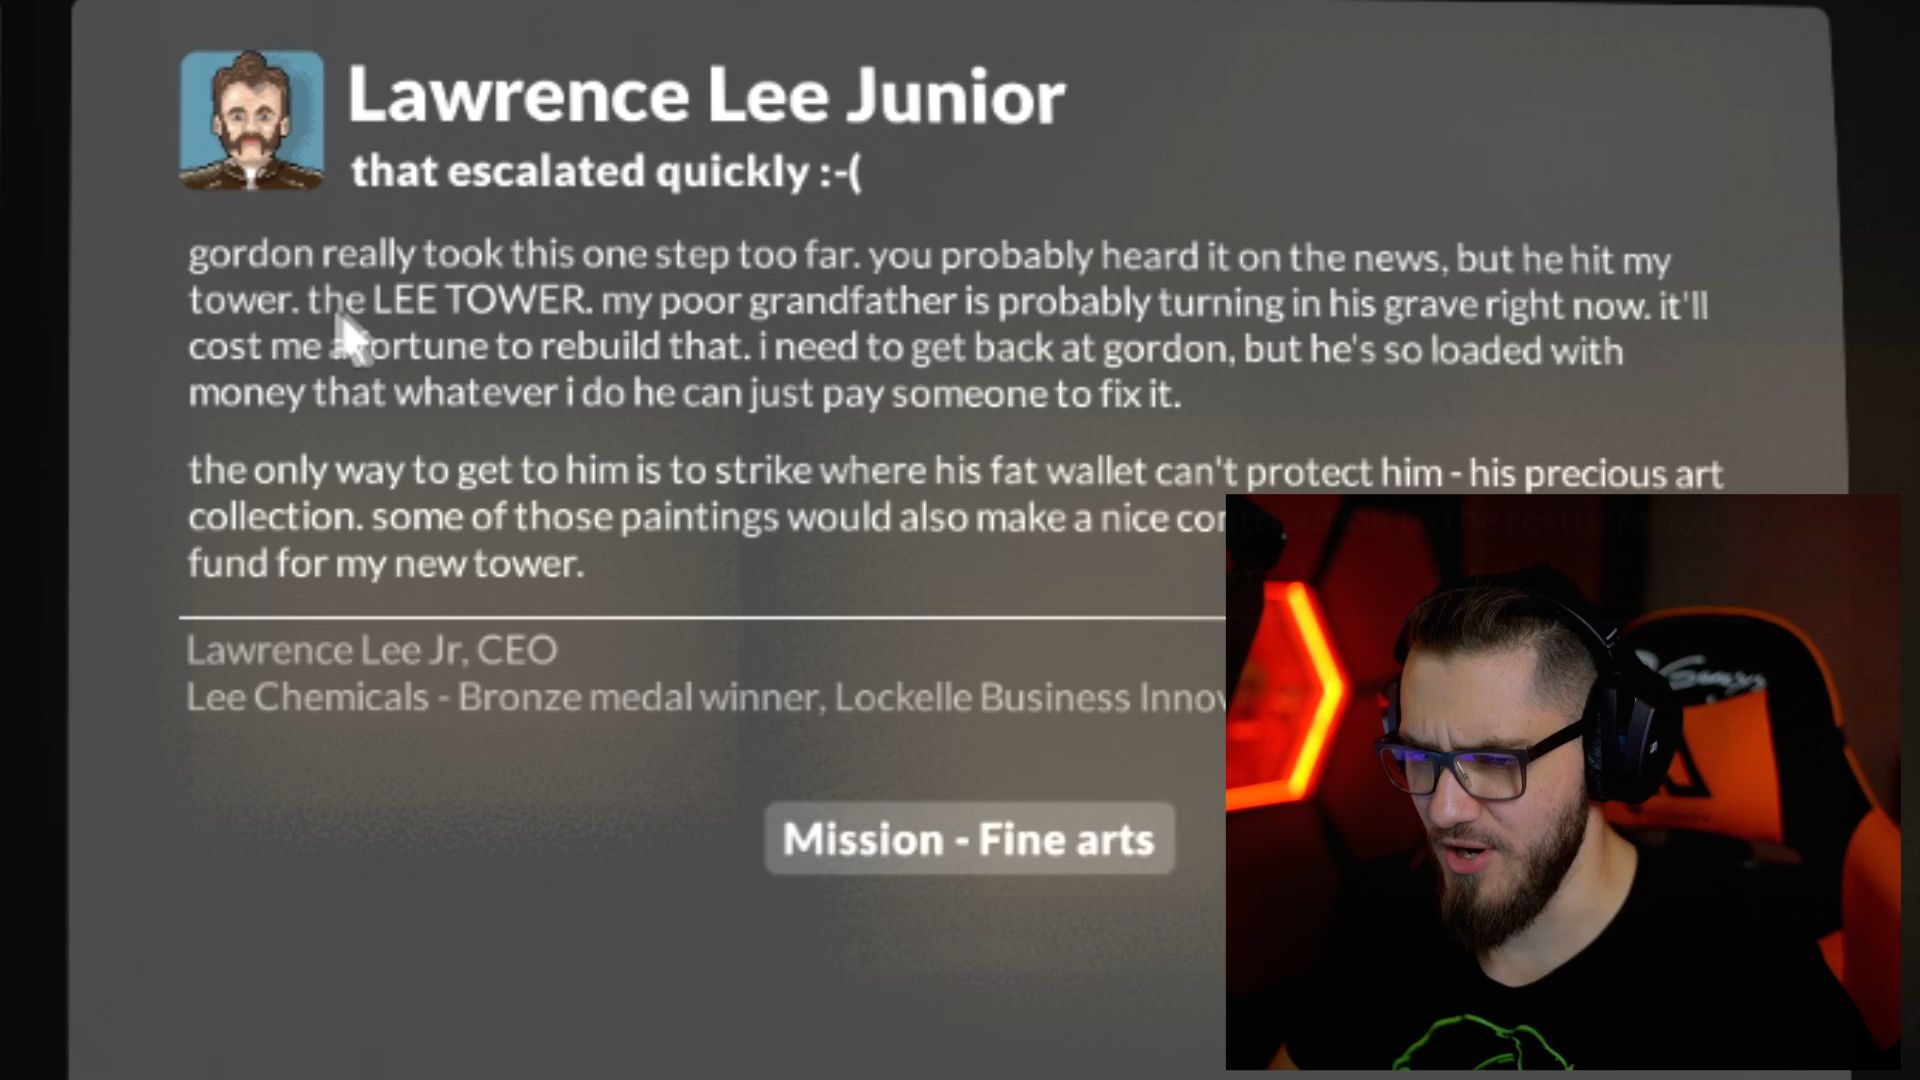 Lawrence Lee Junior
that escalated quickly :-(
gordon really took this one step too far. you probably heard it on the news, but he hit my
tower. the LEE TOWER. my poor grandfather is probably turning in his grave right now. it'll
cost me a fortune to rebuild that. i need to get back at gordon, but he's so loaded with
money that whatever i do he can just pay someone to fix it.
the only way to get to him is to strike where his fat wallet can't protect him - his precious art
collection. some of those paintings would also make a nice
fund for my new tower.
Lawrence Lee Jr, CEO
Lee Chemicals - Bronze medal winner, Lockelle Business
Mission - Fine arts